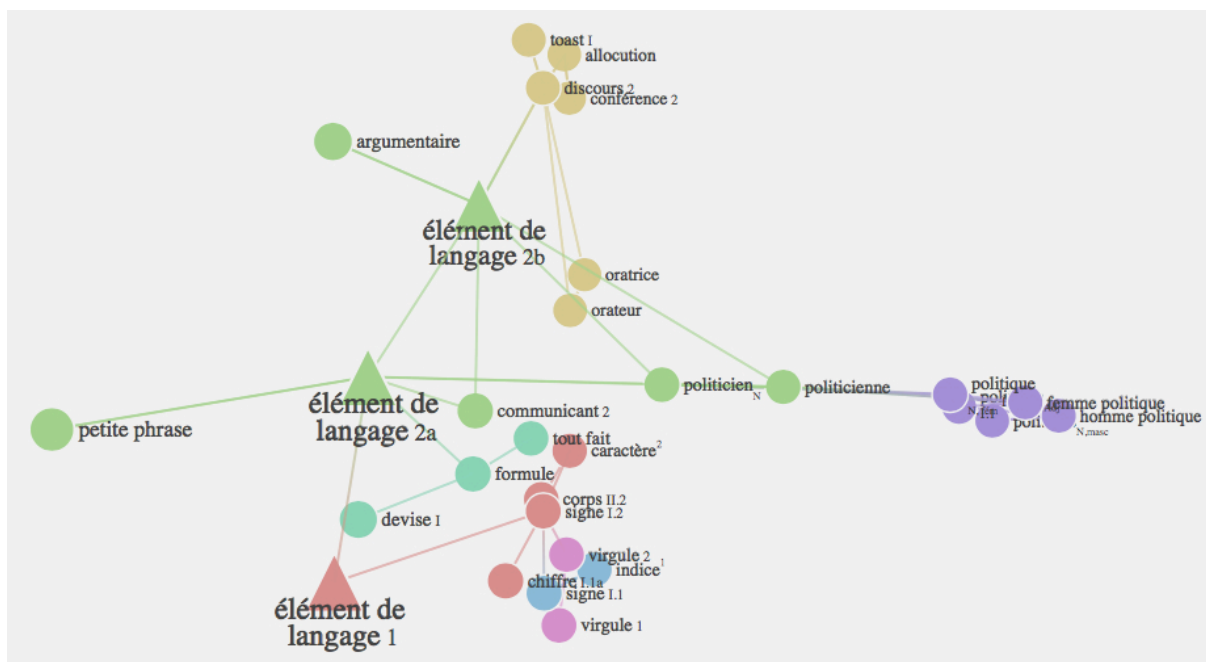 toast I
allocution
discours 2
conférence 2
argumentaire
élément de
langage 2b
oratrice
orateur
politicien N
politicienne
politique
femme politique
homme politique
N, masc
élément de
langage 2a
communicant 2
petite phrase
tout fait
caractère 2
formule
corps II.2
signe I.2
devise I
virgule 2
indice 1
chiffre I.1a
signe I.1
élément de
langage 1
virgule 1